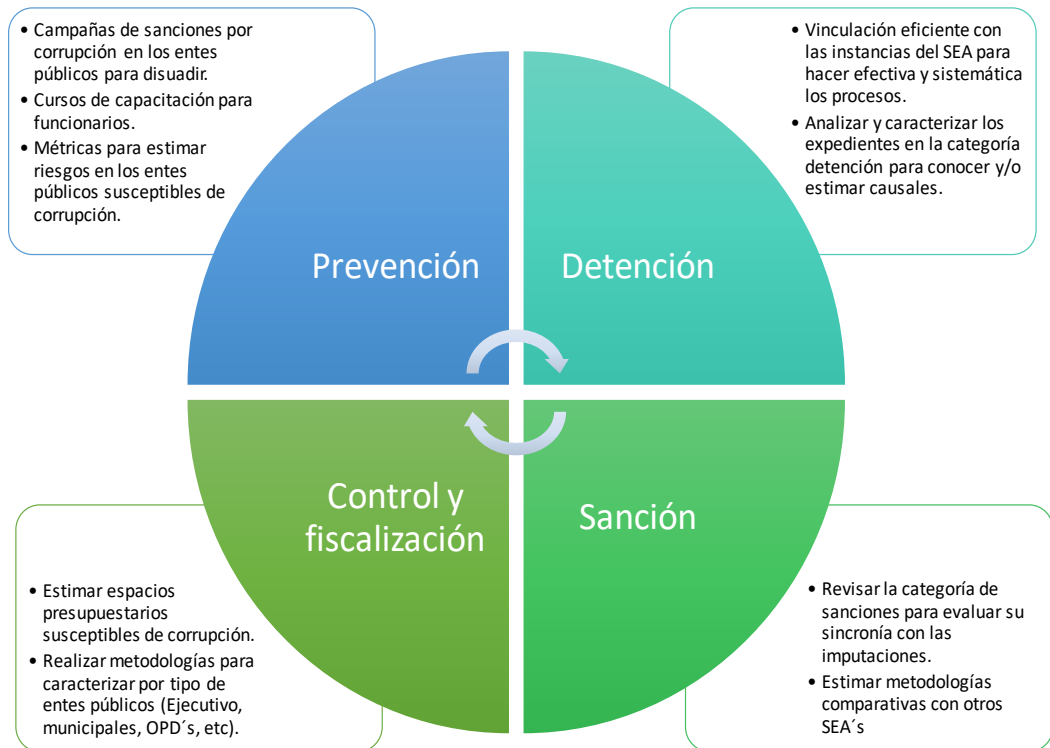 • Campañas de sanciones por
corrupción en los entes
públicos para disuadir.
• Cursos de capacitación para
funcionarios.
• Métricas para estimar
riesgos en los entes
públicos susceptibles de
corrupción.
• Vinculación eficiente con
las instancias del SEA para
hacer efectiva y sistemática
los procesos.
• Analizar y caracterizar los
expedientes en la categoría
detención para conocer y/o
estimar causales.
Prevención
Detención
Control y
fiscalización
Sanción
• Estimar espacios
presupuestarios
susceptibles de corrupción.
• Realizar metodologías para
caracterizar por tipo de
entes públicos (Ejecutivo,
municipales, OPD´s, etc).
• Revisar la categoría de
sanciones para evaluar su
sincronía con las
imputaciones.
• Estimar metodologías
comparativas con otros
SEA´s